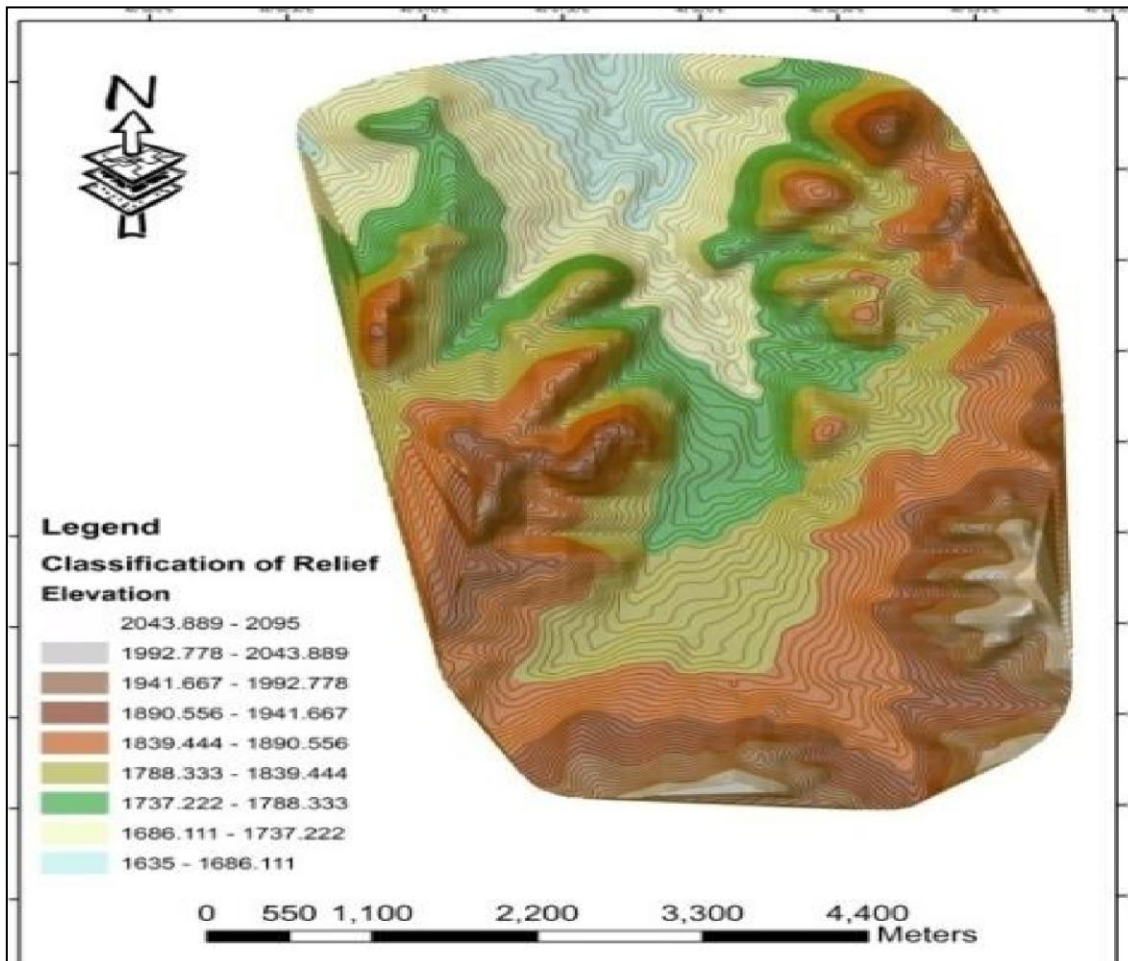 N
Legend
Classification of Relief
Elevation
2043.889 - 2095
1992.778 - 2043.889
1941.667 - 1992.778
1890.556 - 1941.667
1839.444 - 1890.556
1788.333 - 1839.444
1737.222 - 1788.333
1686.111 - 1737.222
1635 - 1686.111
0 550 1,100 2,200 3,300 4,400
Meters